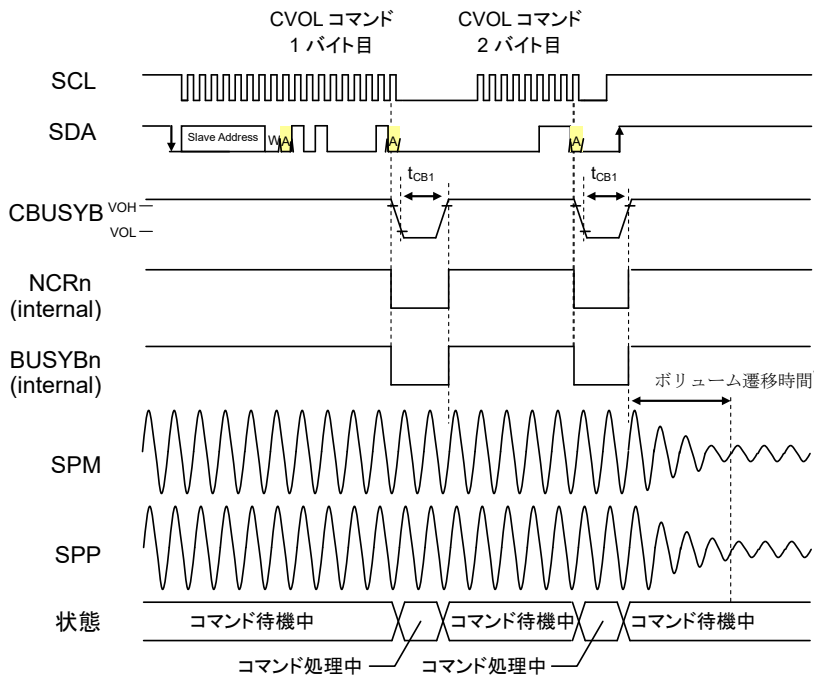 CVOL コマンド
1 バイト目
CVOL コマンド
2 バイト目
SCL
SDA
Slave Address
W
A
A
A
tCB1
tCB1
CBUSYB
VOH
VOL
NCRn
(internal)
BUSYBn
(internal)
ボリューム遷移時間
SPM
SPP
状態
コマンド待機中
コマンド待機中
コマンド待機中
コマンド処理中
コマンド処理中